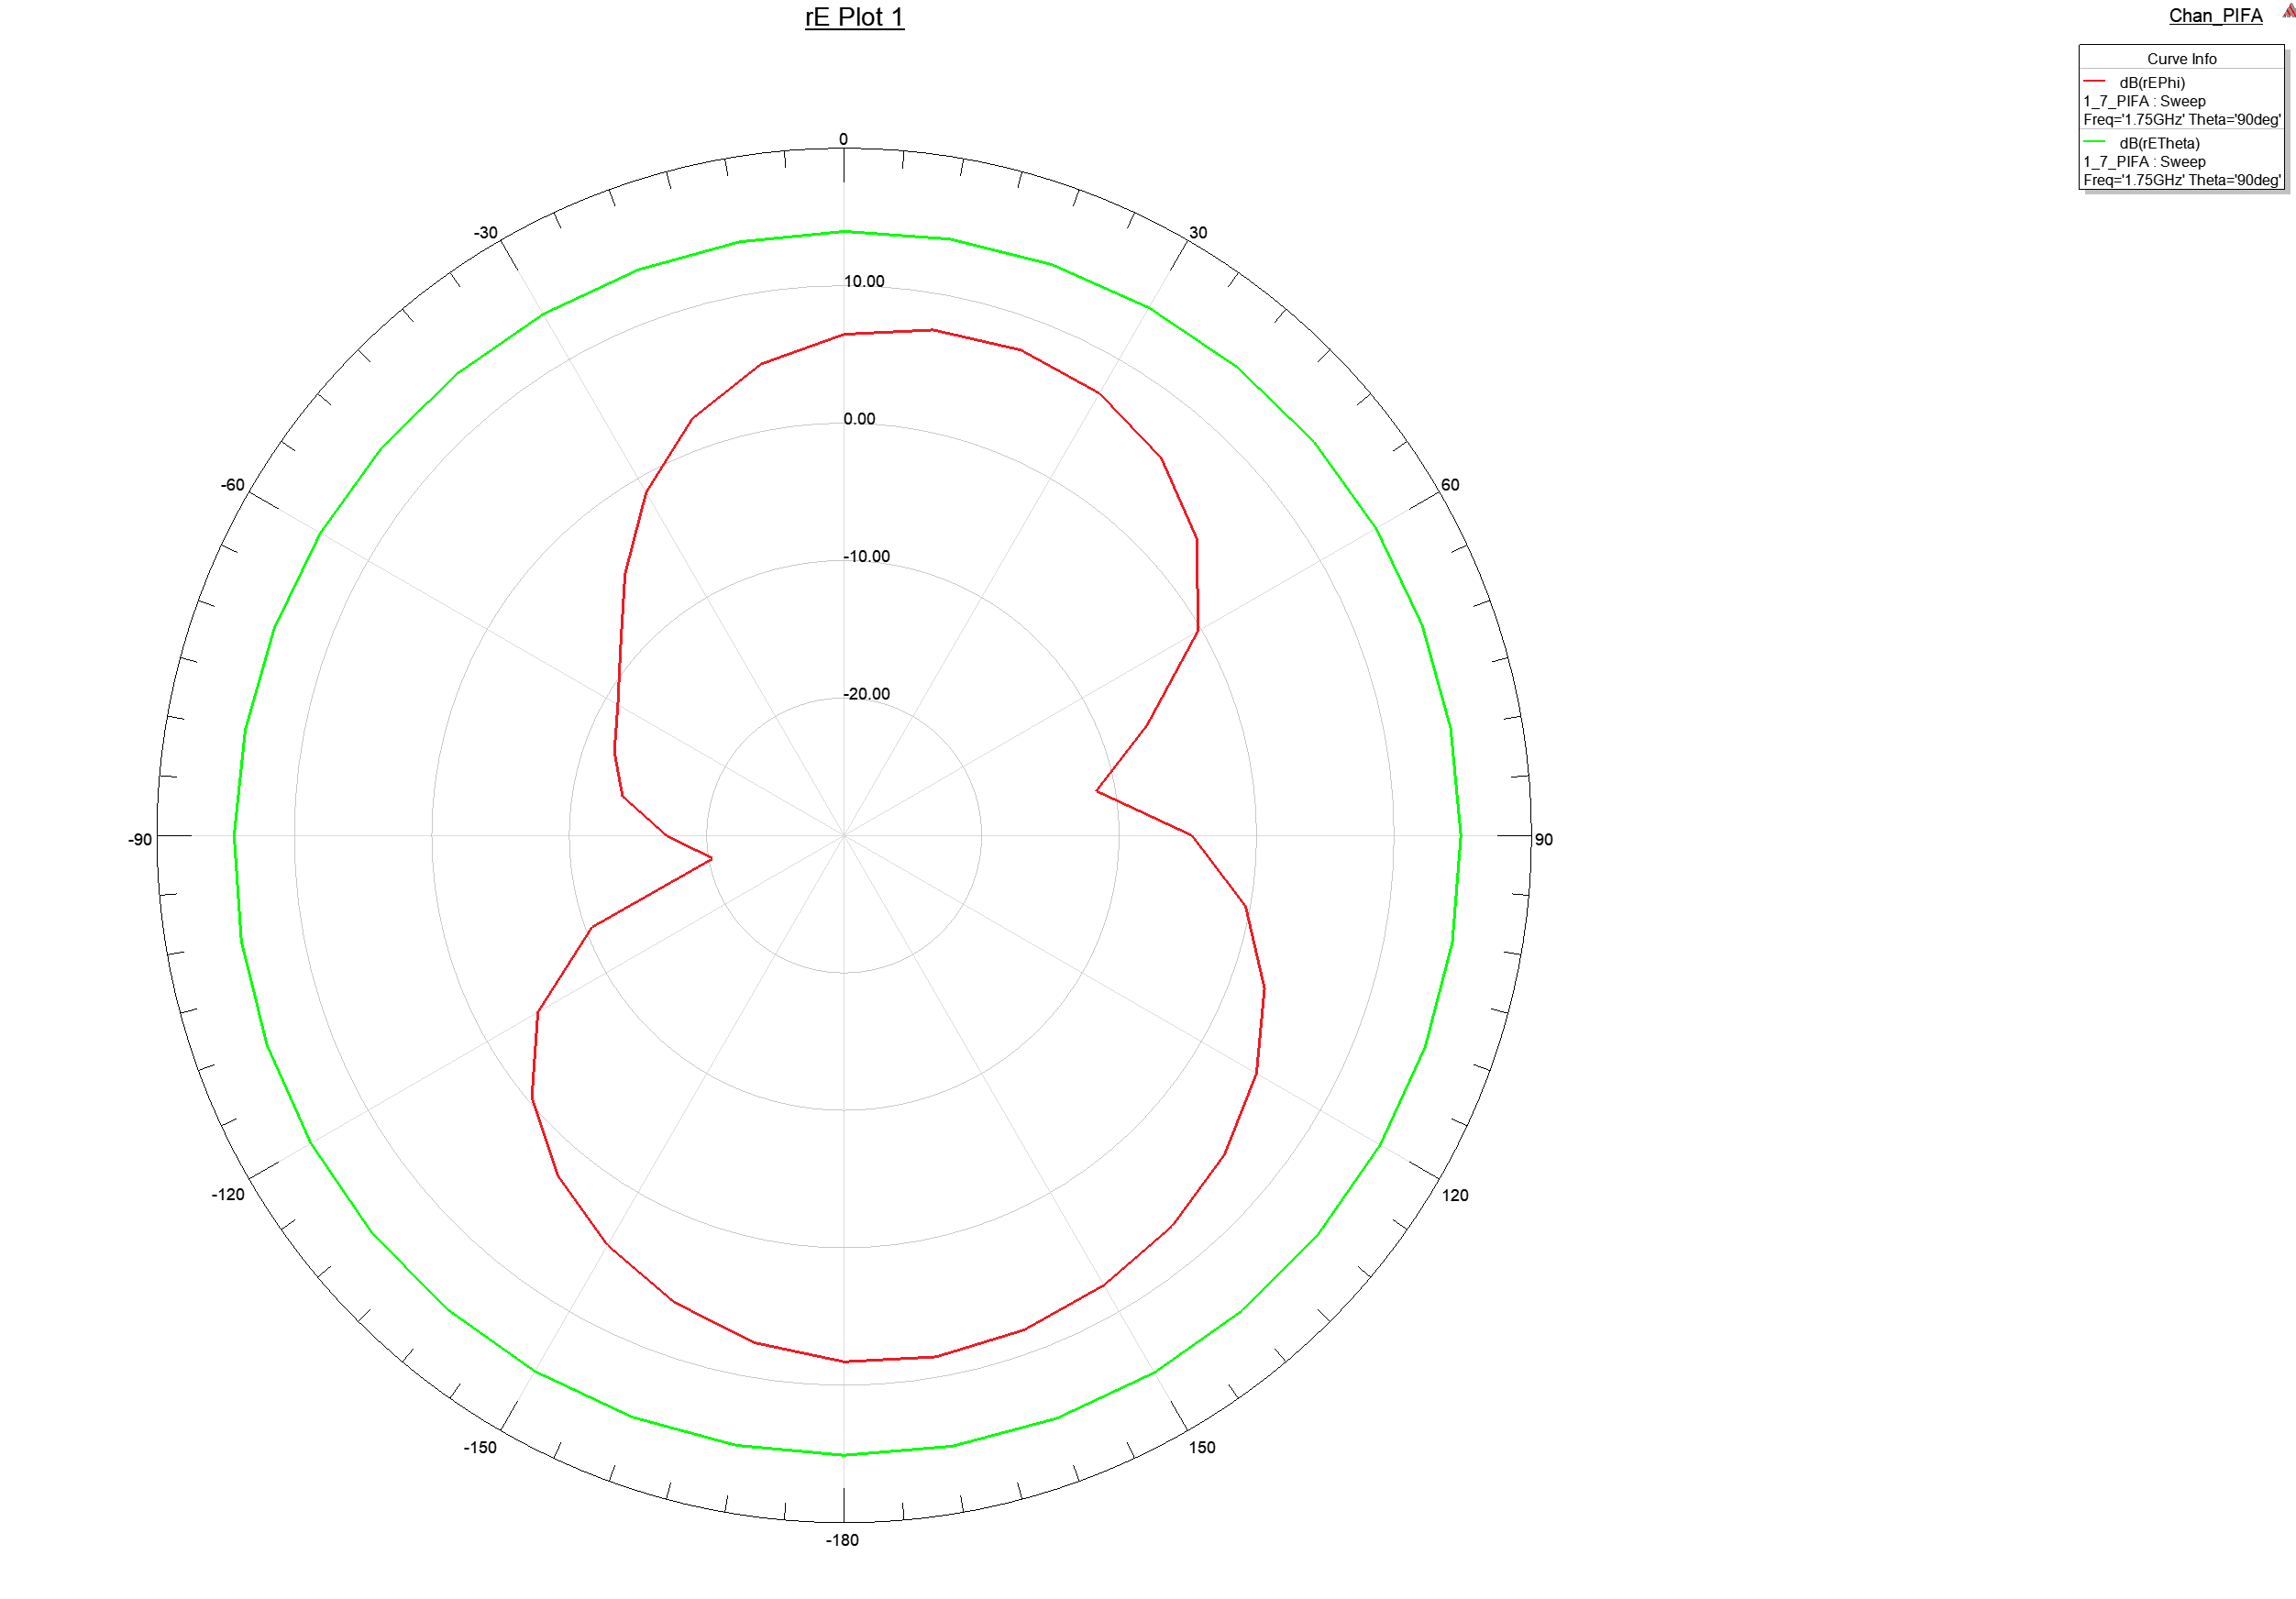 rE Plot 1
Chan_PIFA
Curve Info
dB(rEPhi)
1_7_PIFA : Sweep
Freq='1.75GHz' Theta='90deg'
dB(rETheta)
1_7_PIFA : Sweep
Freq='1.75GHz' Theta='90deg'
0
-30
30
10.00
0.00
-60
60
-10.00
-20.00
-90
90
-120
120
-150
150
-180